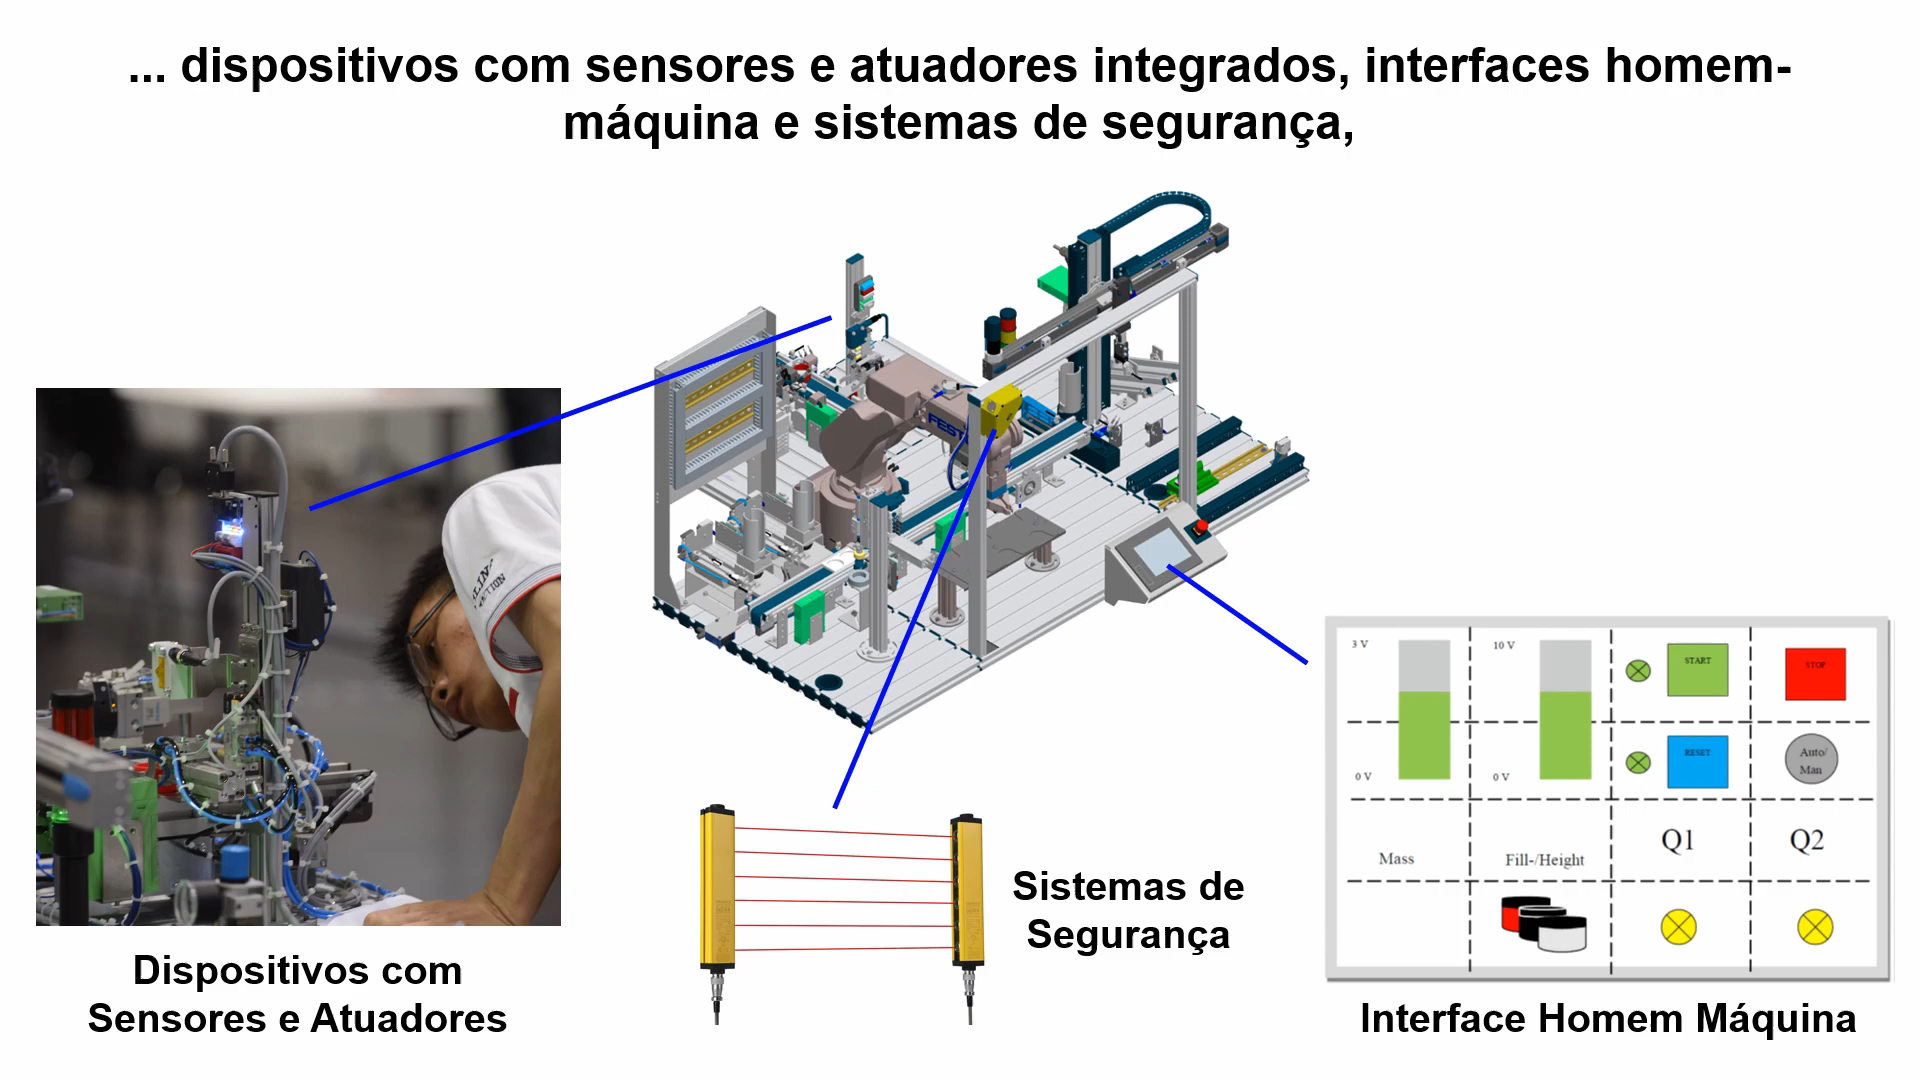 ... dispositivos com sensores e atuadores integrados, interfaces homem-
máquina e sistemas de segurança,
FEST
3 V
10 V
START
STOP
0 V
0 V
RESET
Auto/
Man
Mass
Fill-/Height
Q1
Q2
Sistemas de
Segurança
Dispositivos com
Sensores e Atuadores
Interface Homem Máquina